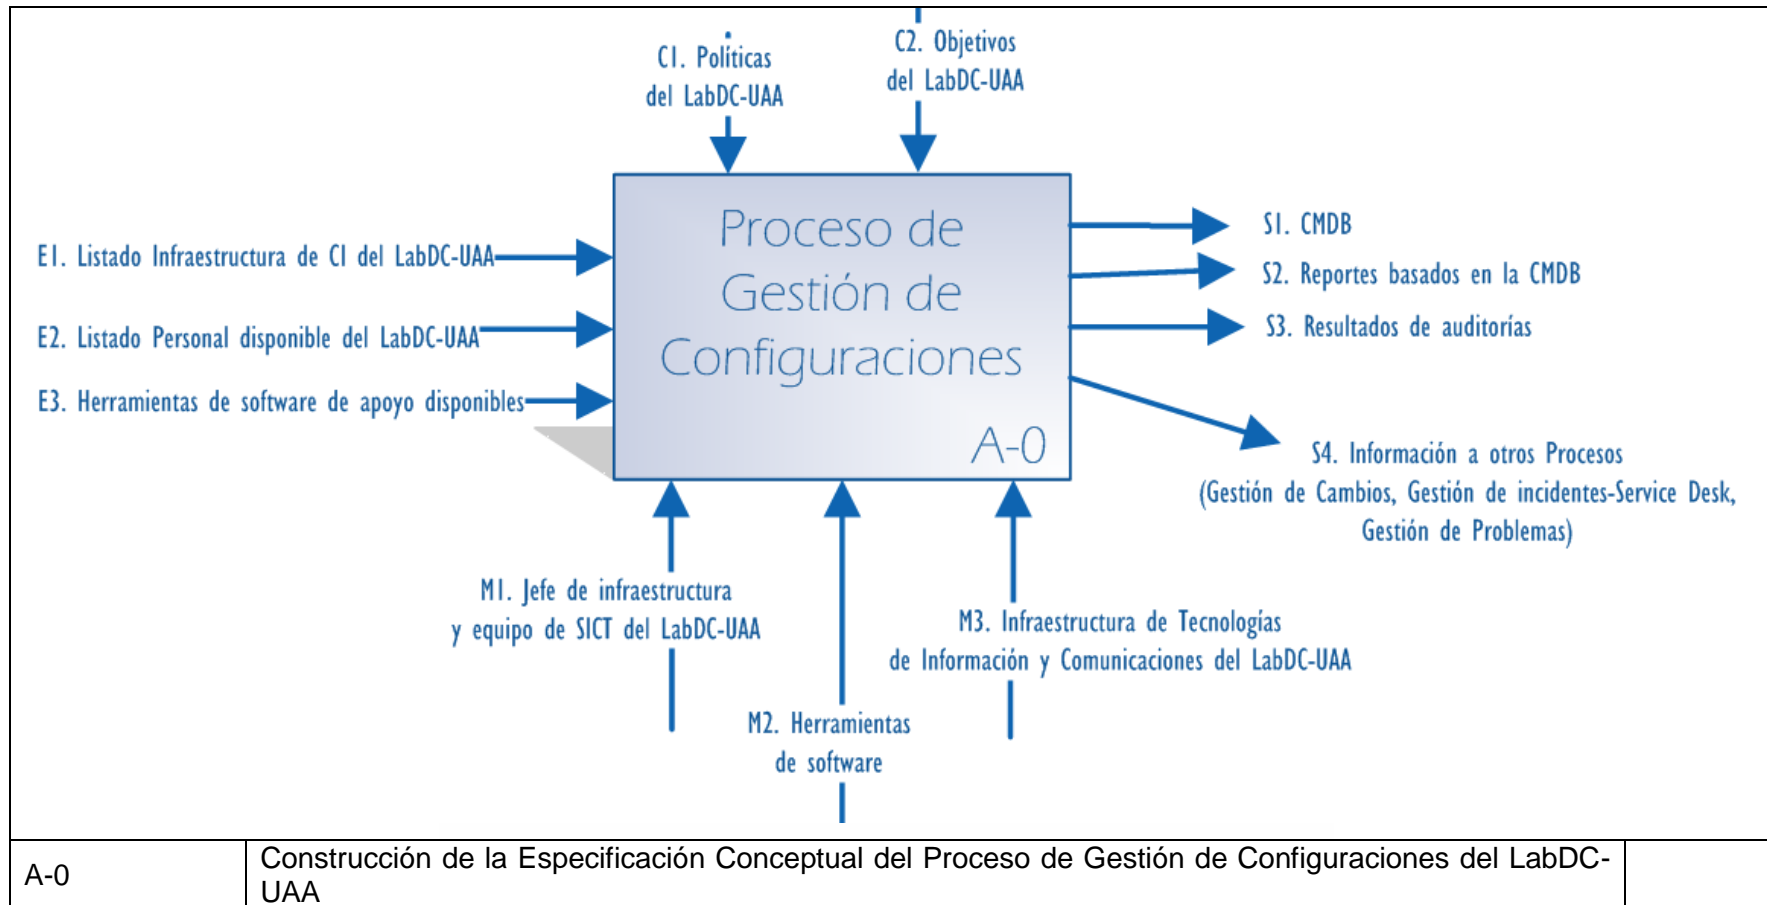 C1. Políticas
del LabDC-UAA
C2. Objetivos
del LabDC-UAA
Proceso de
Gestión de
Configuraciones
A-0
E1. Listado Infraestructura de CI del LabDC-UAA
E2. Listado Personal disponible del LabDC-UAA
E3. Herramientas de software de apoyo disponibles
S1. CMDB
S2. Reportes basados en la CMDB
S3. Resultados de auditorías
S4. Información a otros Procesos
(Gestión de Cambios, Gestión de incidentes-Service Desk,
Gestión de Problemas)
M1. Jefe de infraestructura
y equipo de SICT del LabDC-UAA
M2. Herramientas
de software
M3. Infraestructura de Tecnologías
de Información y Comunicaciones del LabDC-UAA
A-0
Construcción de la Especificación Conceptual del Proceso de Gestión de Configuraciones del LabDC-
UAA